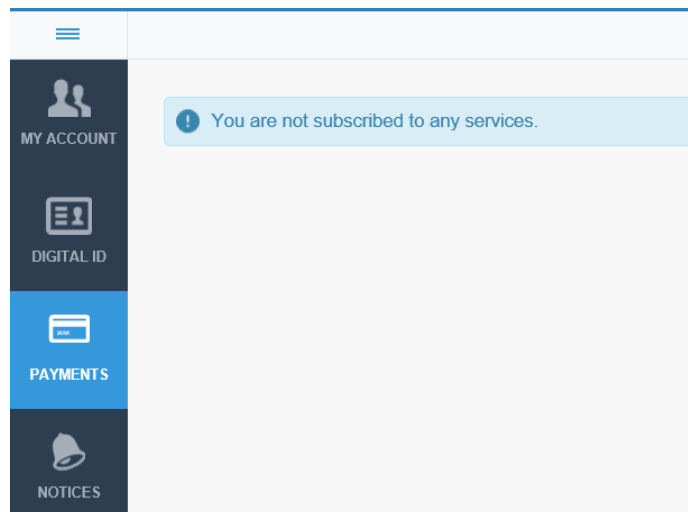 You are not subscribed to any services.
MY ACCOUNT
DIGITAL ID
PAYMENTS
NOTICES